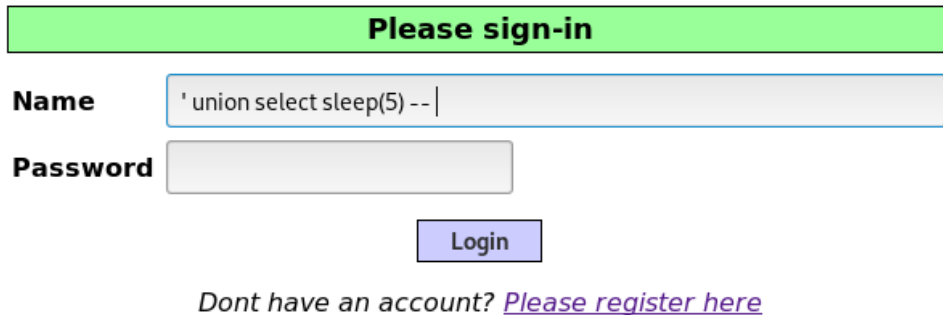 Please sign-in
Name ' union select sleep(5) --
Password
Login
Dont have an account? Please register here